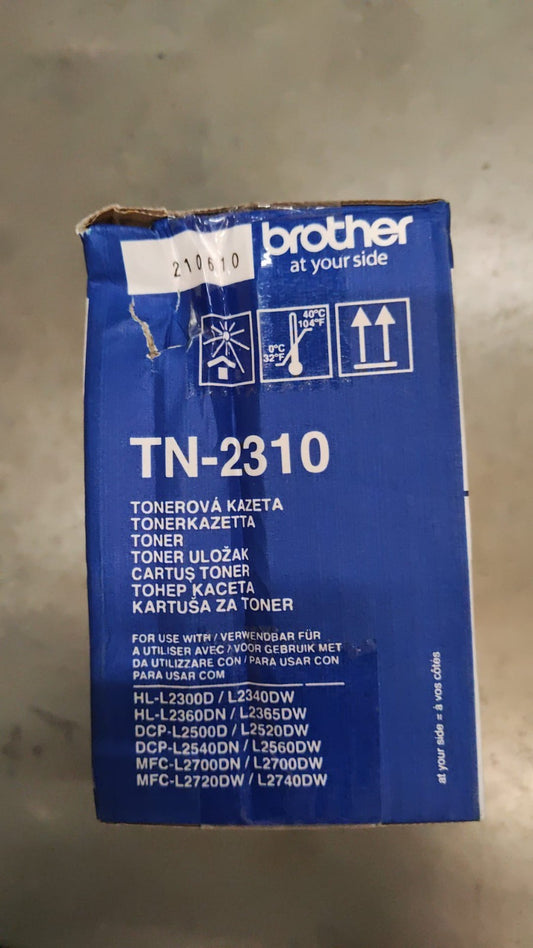 210610
brother
at your side
40°C
104°F
0°C
32°F
TN-2310
TONEROVÁ KAZETA
TONERKAZETTA
TONER
TONER ULOŽAK
CARTUŞ TONER
ТОНЕР КАСЕТА
KARTUŠA ZA TONER
FOR USE WITH / VERWENDBAR FÜR
A UTILISER AVEC / VOOR GEBRUIK MET
DA UTILIZZARE CON / PARA USAR CON
PARA USAR COM
HL-L2300D / L2340DW
HL-L2360DN / L2365DW
DCP-L2500D / L2520DW
DCP-L2540DN / L2560DW
MFC-L2700DN / L2700DW
MFC-L2720DW / L2740DW
at your side = à vos côtés